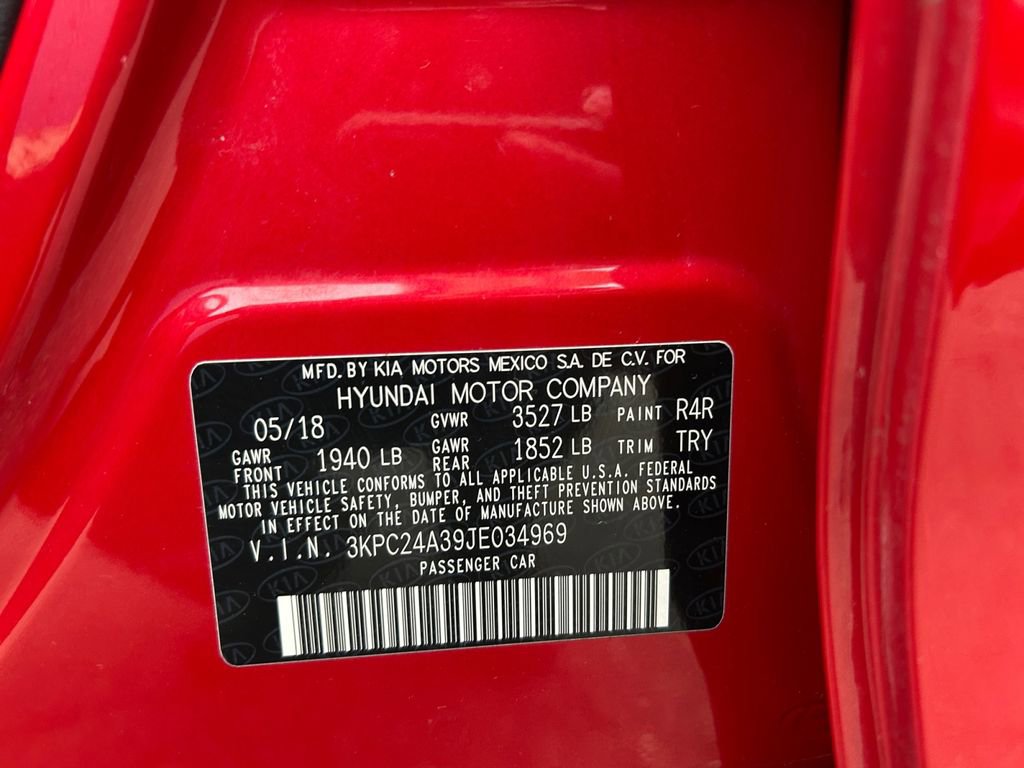 MFD. BY KIA MOTORS MEXICO S.A. DE C.V. FOR
HYUNDAI MOTOR COMPANY
05/18 GVWR 3527 LB PAINT R4R
GAWR FRONT 1940 LB GAWR REAR 1852 LB TRIM TRY
THIS VEHICLE CONFORMS TO ALL APPLICABLE U.S.A. FEDERAL
MOTOR VEHICLE SAFETY, BUMPER, AND THEFT PREVENTION STANDARDS
IN EFFECT ON THE DATE OF MANUFACTURE SHOWN ABOVE.
V.I.N. 3KPC24A39JE034969
PASSENGER CAR